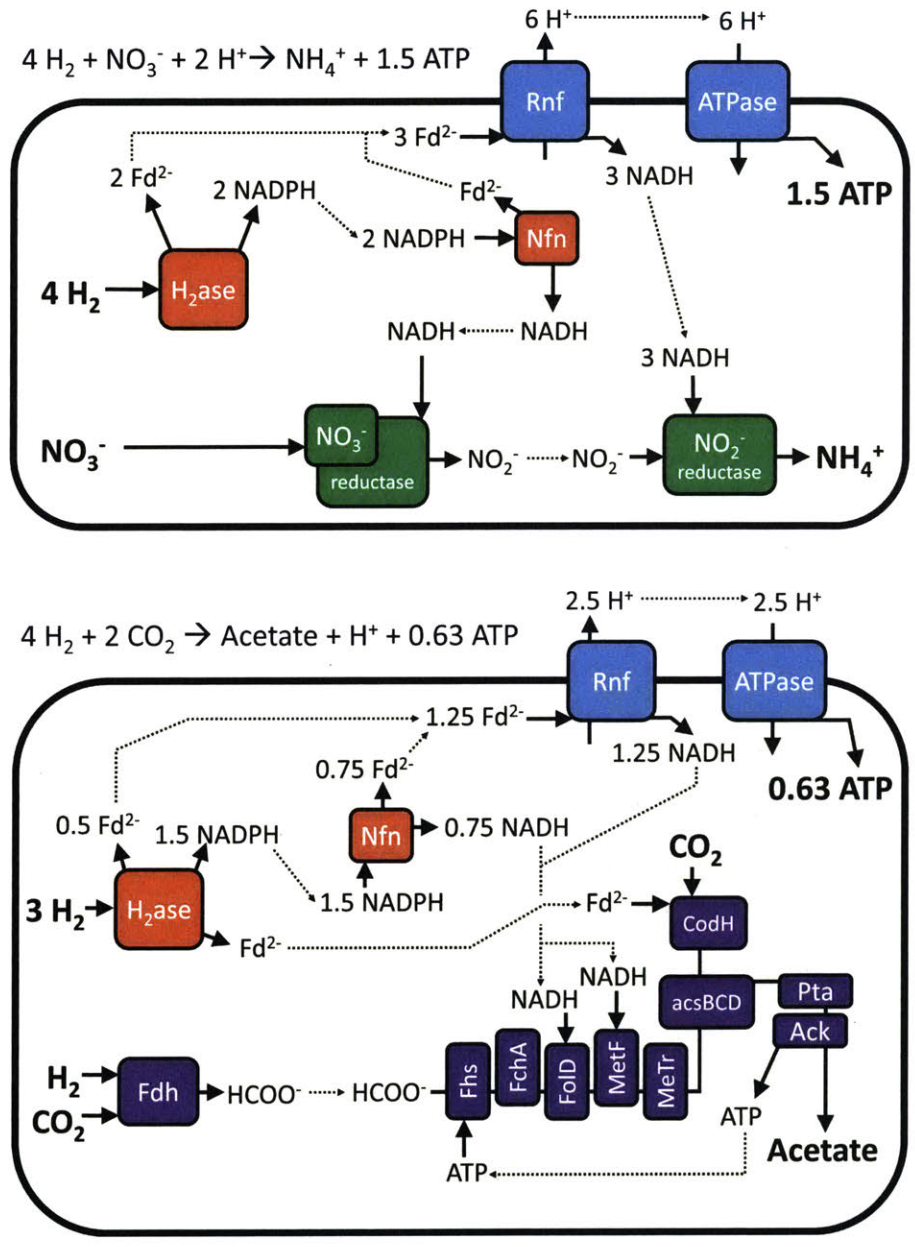 6 H⁺ 6 H⁺
4 H₂ + NO₃⁻ + 2 H⁺→ NH₄⁺ + 1.5 ATP
Rnf ATPase
3 Fd²⁻
2 Fd²⁻ 2 NADPH Fd²⁻ 3 NADH 1.5 ATP
2 NADPH Nfn
4 H₂ H₂ase
NADH NADH
3 NADH
NO₃⁻ NO₃⁻ NO₂⁻ NO₂⁻ NO₂⁻ NH₄⁺
reductase reductase
2.5 H⁺ 2.5 H⁺
4 H₂ + 2 CO₂ → Acetate + H⁺ + 0.63 ATP
Rnf ATPase
1.25 Fd²⁻
0.75 Fd²⁻ 1.25 NADH
0.63 ATP
0.5 Fd²⁻ 1.5 NADPH Nfn 0.75 NADH
CO₂
3 H₂ H₂ase 1.5 NADPH Fd²⁻ CodH
Fd²⁻
NADH NADH acsBCD Pta
Ack
H₂ Fdh HCOO⁻ HCOO⁻ Fhs FchA FolD MetF MeTr
CO₂
ATP
ATP Acetate